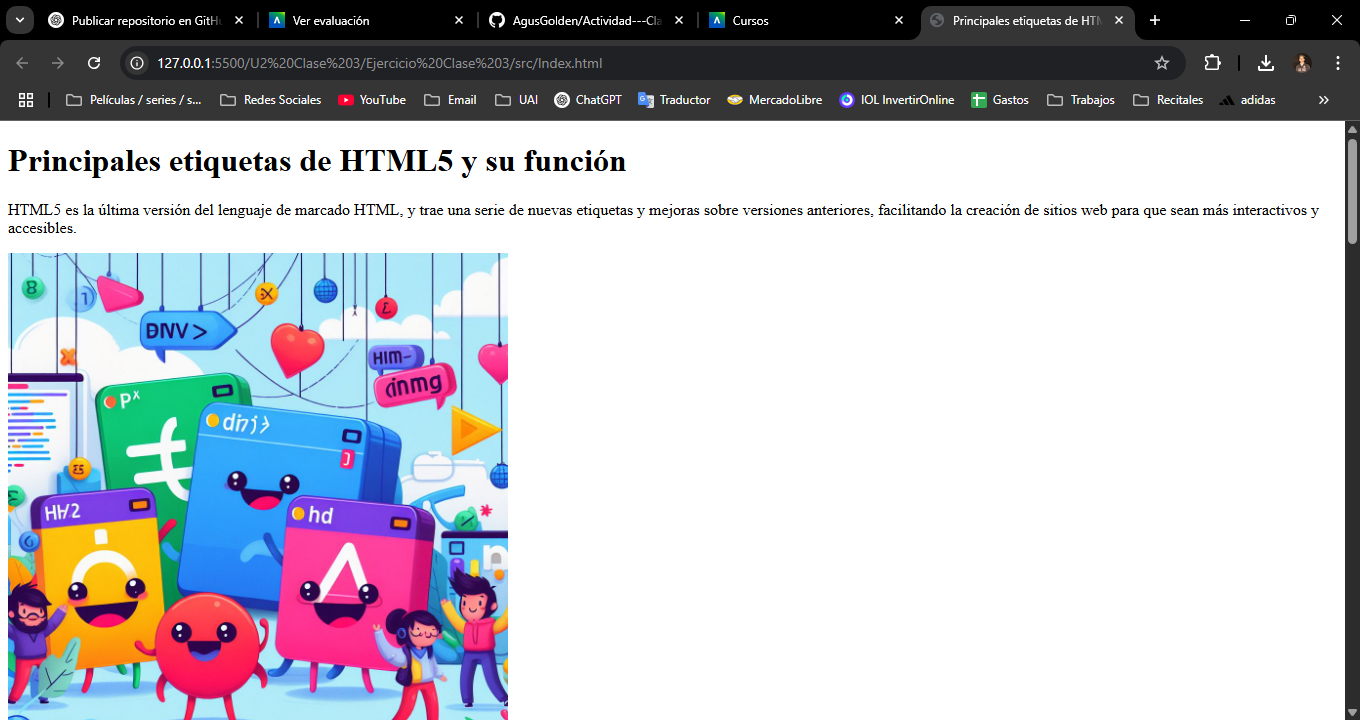 Publicar repositorio en GitHu
Ver evaluación
AgusGolden/Actividad---Cla
Cursos
Principales etiquetas de HTM
127.0.0.1:5500/U2%20Clase%203/Ejercicio%20Clase%203/src/Index.html
Películas / series / s...
Redes Sociales
YouTube
Email
UAI
ChatGPT
Traductor
MercadoLibre
IOL InvertirOnline
Gastos
Trabajos
Recitales
adidas
Principales etiquetas de HTML5 y su función
HTML5 es la última versión del lenguaje de marcado HTML, y trae una serie de nuevas etiquetas y mejoras sobre versiones anteriores, facilitando la creación de sitios web para que sean más interactivos y
accesibles.
8
1
DNV >
HIM-
dnmg
px
hd